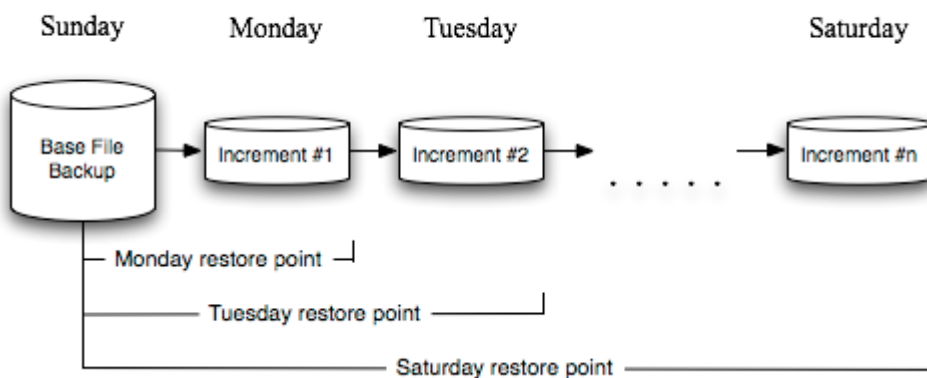 Sunday
Monday
Tuesday
Saturday
Base File
Backup
Increment #1
Increment #2
. . . . .
Increment #n
Monday restore point
Tuesday restore point
Saturday restore point